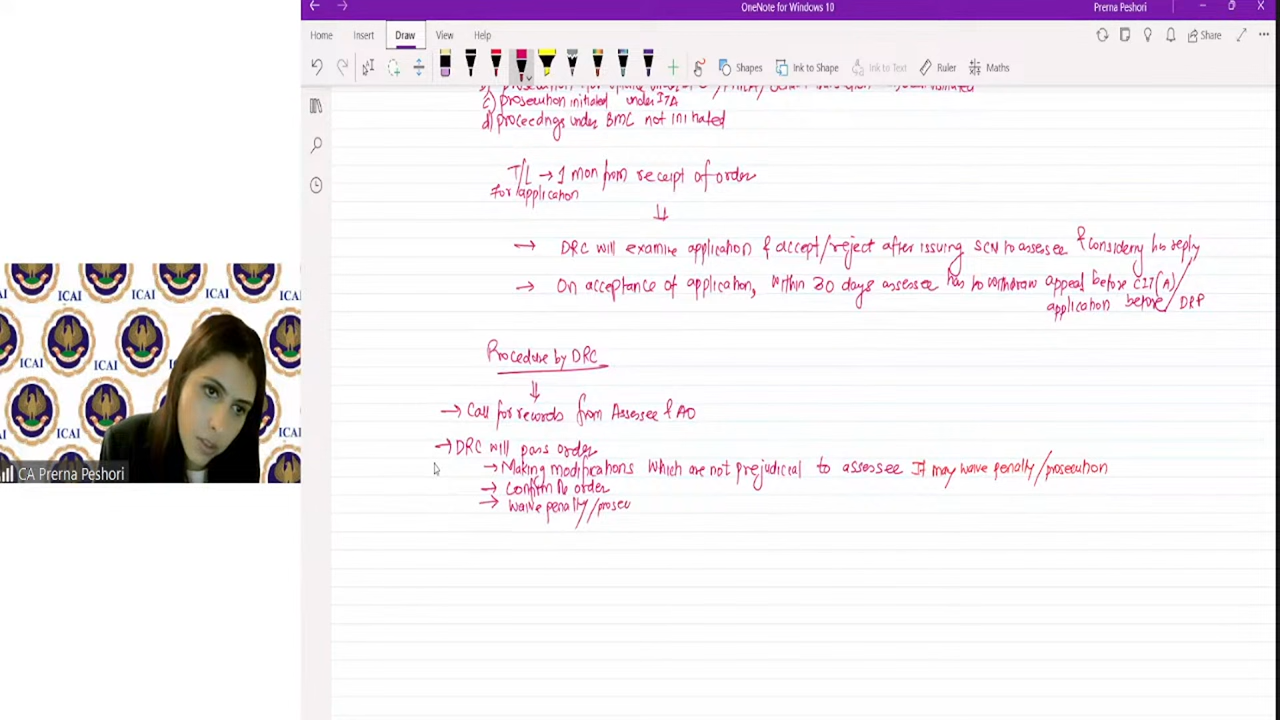 OneNote for Windows 10
Prerna Peshori
Home
Insert
Draw
View
Help
Share
Shapes
Ink to Shape
Ink to Text
Ruler
Maths
c) prosecution initiated under ITA
d) proceedings under BMC not initiated
T/L → 1 mon from receipt of order
For application
→ DRC will examine application & accept/reject after issuing SCN to assessee & considering his reply
→ On acceptance of application, within 30 days assessee has to withdraw appeal before CIT(A)/
application before DRP
Procedure by DRC
→ Call for records from Assessee & AO
→ DRC will pass order
→ Making modifications which are not prejudicial to assessee It may waive penalty/prosecution
→ Confirm the order
→ Waive penalty/prosecu
ICAI
ICAI
ICAI
ICAI
ICAI
ICAI
CA Prerna Peshori